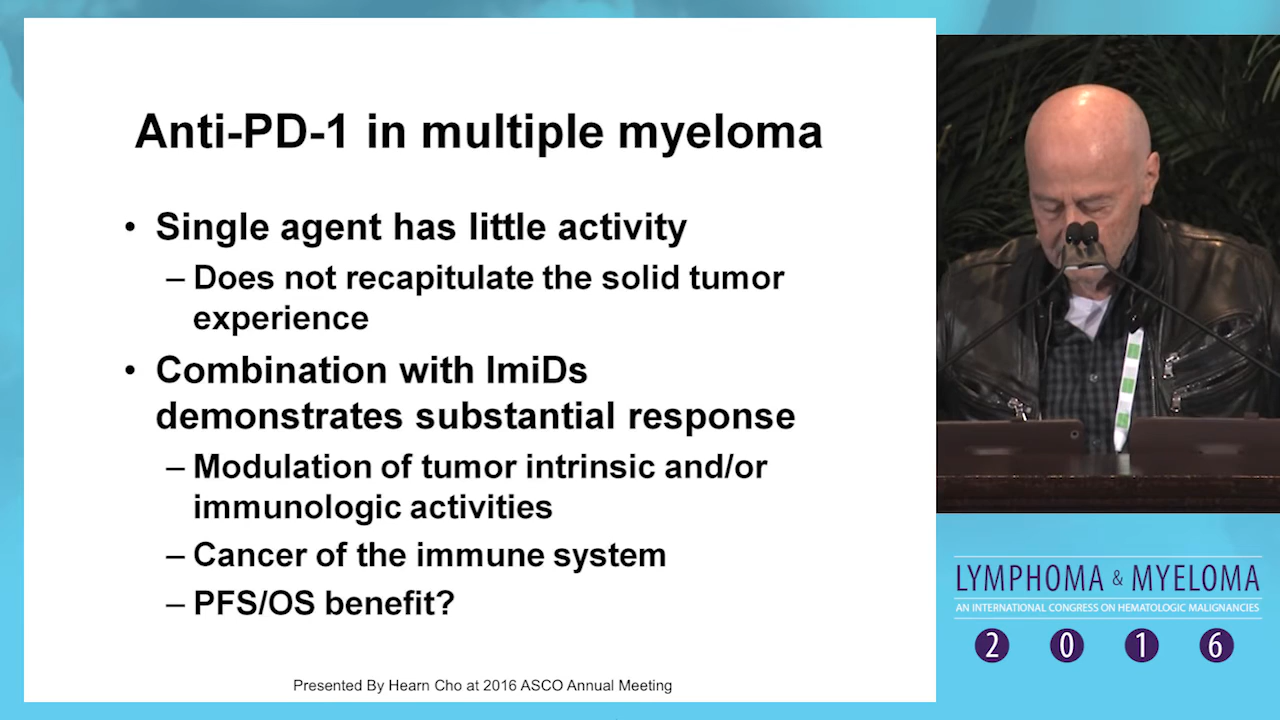 Anti-PD-1 in multiple myeloma
• Single agent has little activity
– Does not recapitulate the solid tumor
experience
• Combination with ImiDs
demonstrates substantial response
– Modulation of tumor intrinsic and/or
immunologic activities
– Cancer of the immune system
– PFS/OS benefit?
Presented By Hearn Cho at 2016 ASCO Annual Meeting
LYMPHOMA & MYELOMA
AN INTERNATIONAL CONGRESS ON HEMATOLOGIC MALIGNANCIES
2 0 1 6